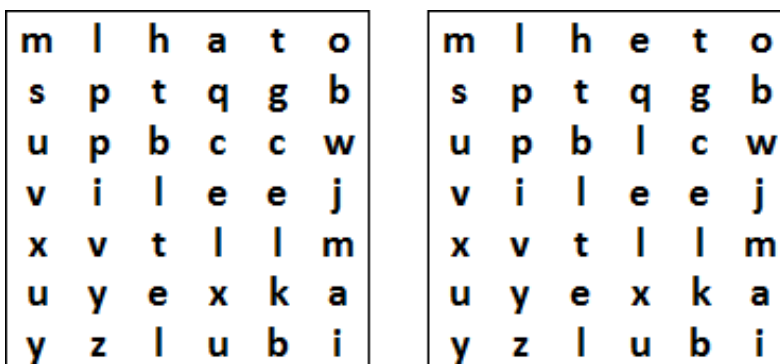 m l h a t o
s p t q g b
u p b c c w
v i l e e j
x v t l l m
u y e x k a
y z l u b i
m l h e t o
s p t q g b
u p b l c w
v i l e e j
x v t l l m
u y e x k a
y z l u b i